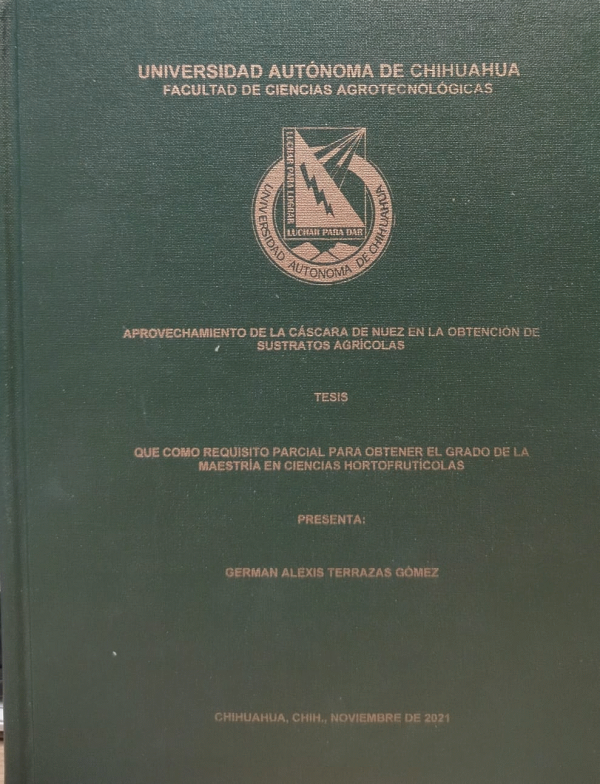 UNIVERSIDAD AUTÓNOMA DE CHIHUAHUA
FACULTAD DE CIENCIAS AGROTECNOLÓGICAS
LUCHAR PARA LOGRAR
LUCHAR PARA DAR
UNIVERSIDAD AUTONOMA DE CHIHUAHUA
APROVECHAMIENTO DE LA CÁSCARA DE NUEZ EN LA OBTENCIÓN DE
SUSTRATOS AGRÍCOLAS
TESIS
QUE COMO REQUISITO PARCIAL PARA OBTENER EL GRADO DE LA
MAESTRÍA EN CIENCIAS HORTOFRUTÍCOLAS
PRESENTA:
GERMAN ALEXIS TERRAZAS GÓMEZ
CHIHUAHUA, CHIH., NOVIEMBRE DE 2021